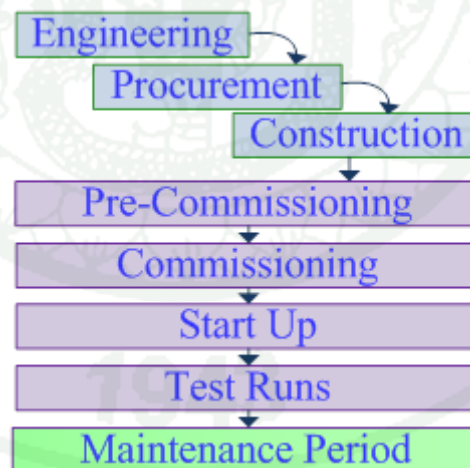 Engineering
Procurement
Construction
Pre-Commissioning
Commissioning
Start Up
Test Runs
Maintenance Period